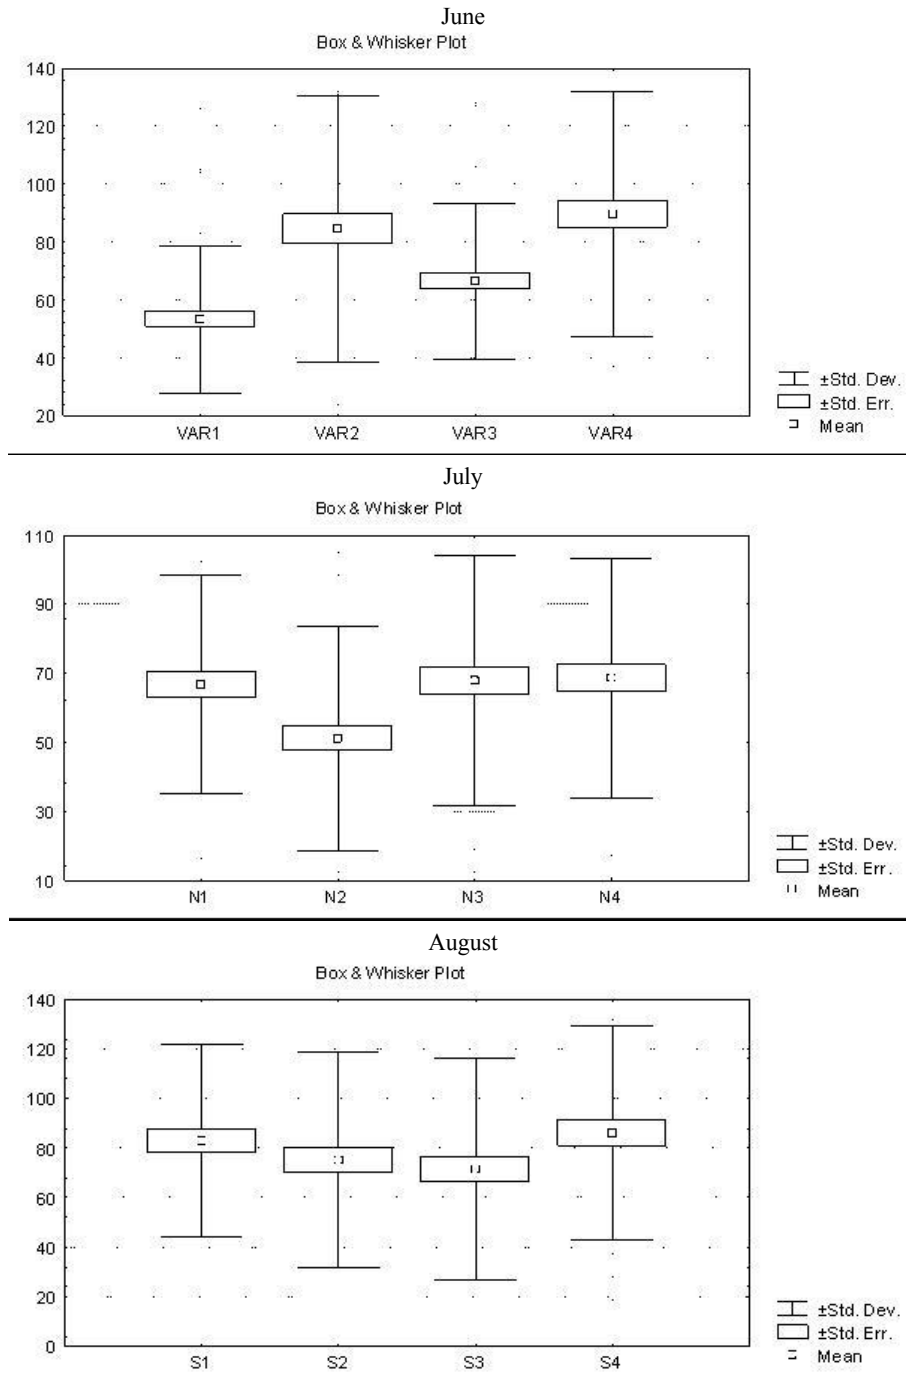 June
Box & Whisker Plot
140
120
100
80
60
40
20
VAR1 VAR2 VAR3 VAR4
±Std. Dev.
±Std. Err.
Mean
July
Box & Whisker Plot
110
90
70
50
30
10
N1 N2 N3 N4
±Std. Dev.
±Std. Err.
Mean
August
Box & Whisker Plot
140
120
100
80
60
40
20
0
S1 S2 S3 S4
±Std. Dev.
±Std. Err.
Mean